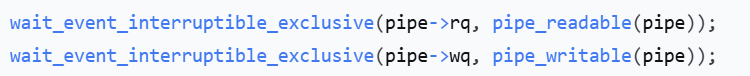 wait_event_interruptible_exclusive(pipe->rq, pipe_readable(pipe));
wait_event_interruptible_exclusive(pipe->wq, pipe_writable(pipe));